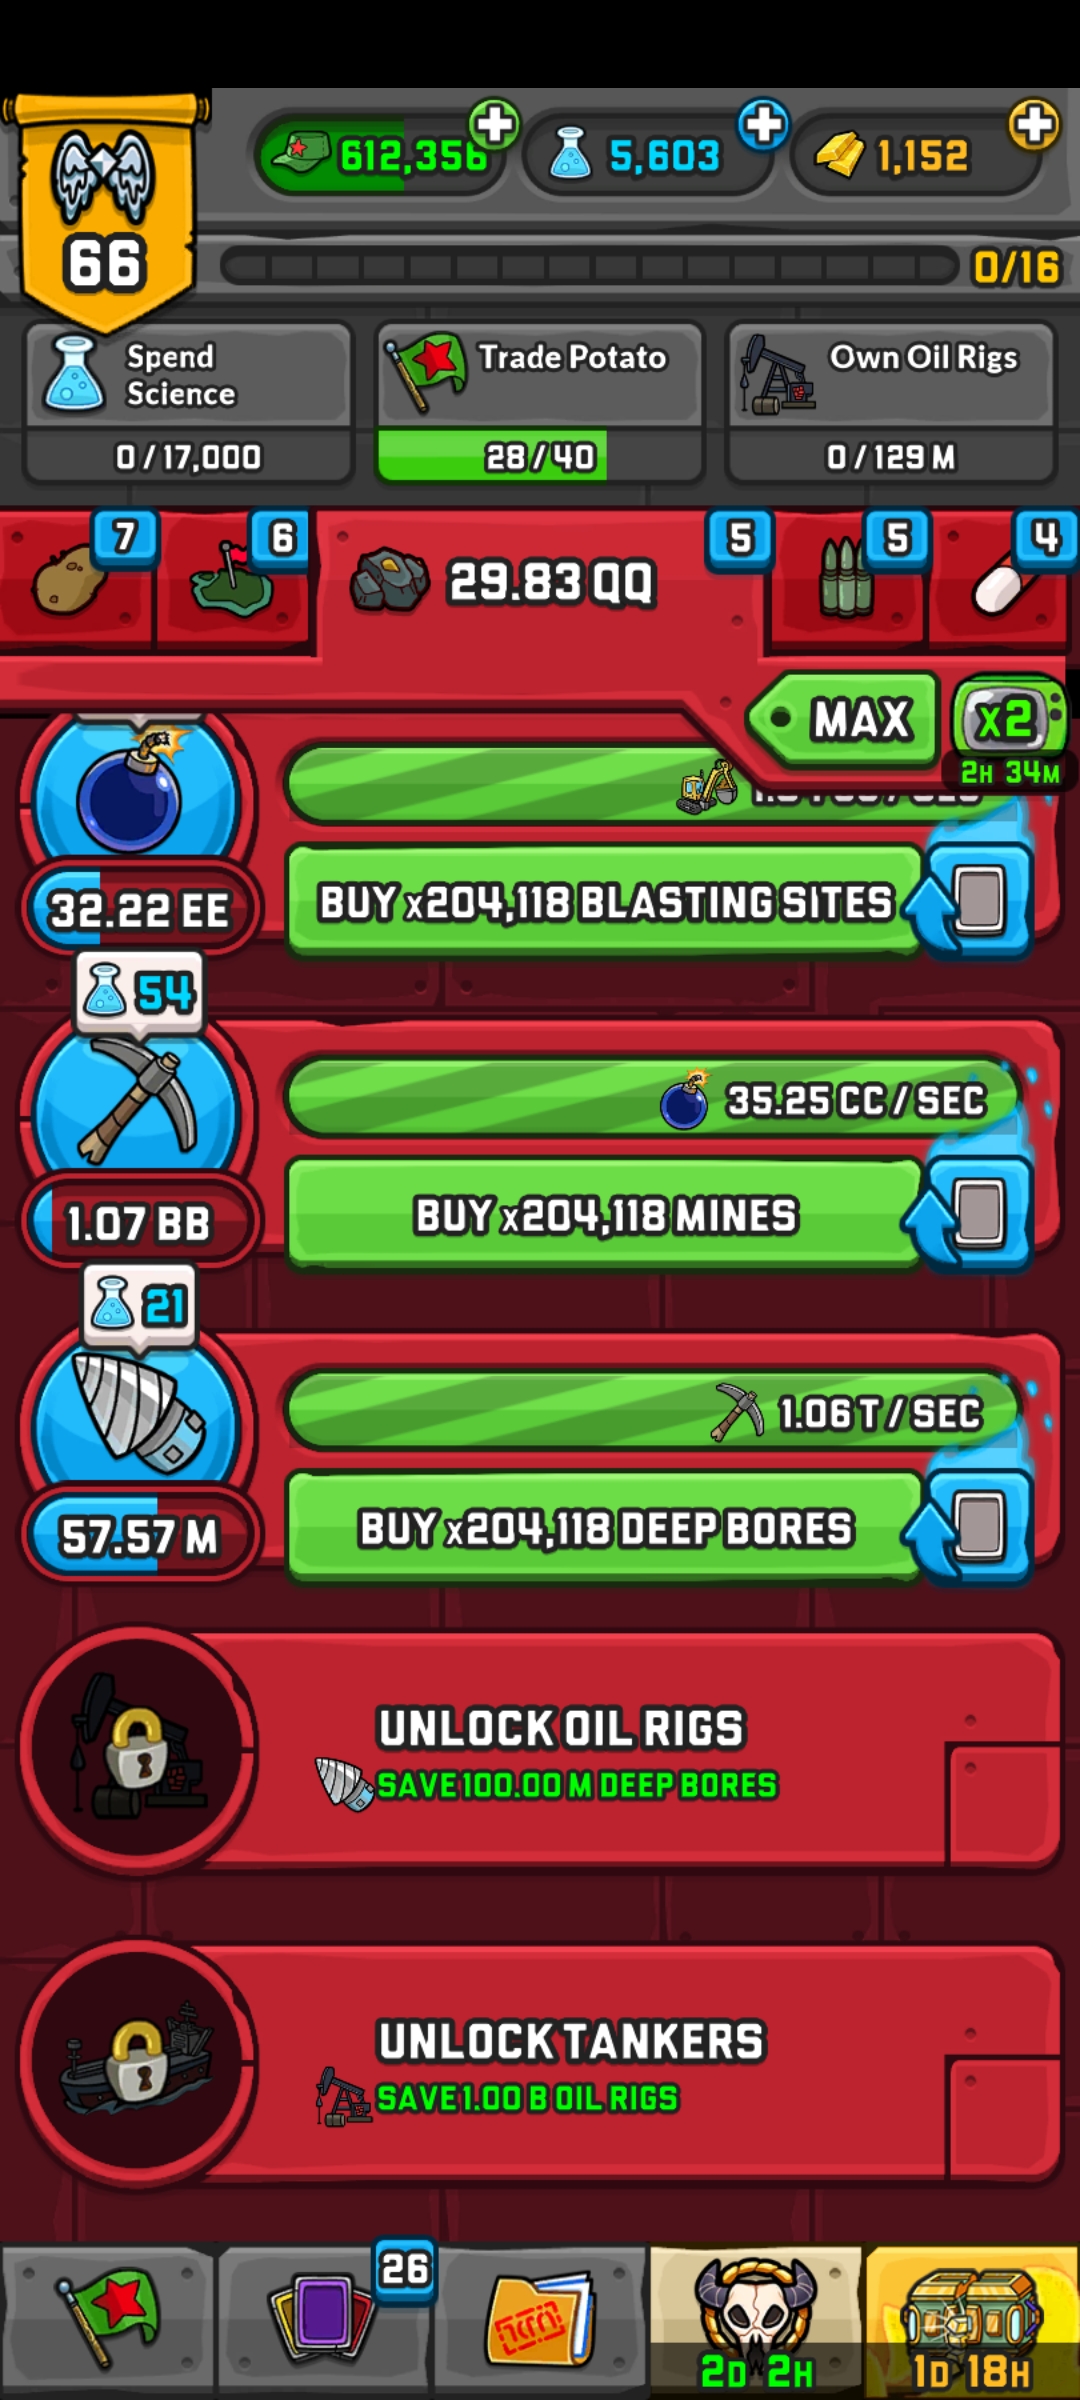 612,356
5,603
1,152
66
0/16
Spend
Science
0 / 17,000
Trade Potato
28 / 40
Own Oil Rigs
0 / 129 M
7
6
29.83 QQ
5
5
4
MAX
X2
2H 34M
32.22 EE
BUY x204,118 BLASTING SITES
54
35.25 CC / SEC
1.07 BB
BUY x204,118 MINES
21
1.06 T / SEC
57.57 M
BUY x204,118 DEEP BORES
UNLOCK OIL RIGS
SAVE 100.00 M DEEP BORES
UNLOCK TANKERS
SAVE 1.00 B OIL RIGS
26
2D 2H
1D 18H